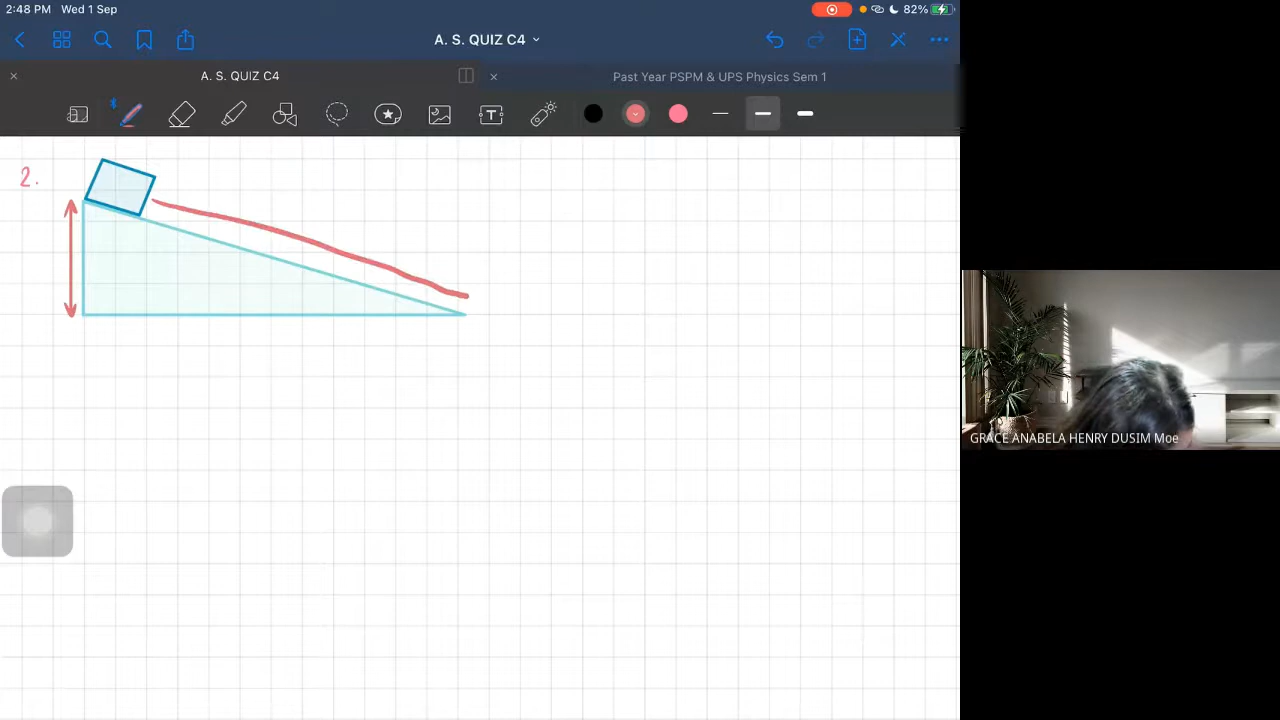 2:48 PM Wed 1 Sep
82%
A. S. QUIZ C4
A. S. QUIZ C4
Past Year PSPM & UPS Physics Sem 1
T
2.
GRACE ANABELA HENRY DUSIM Moe